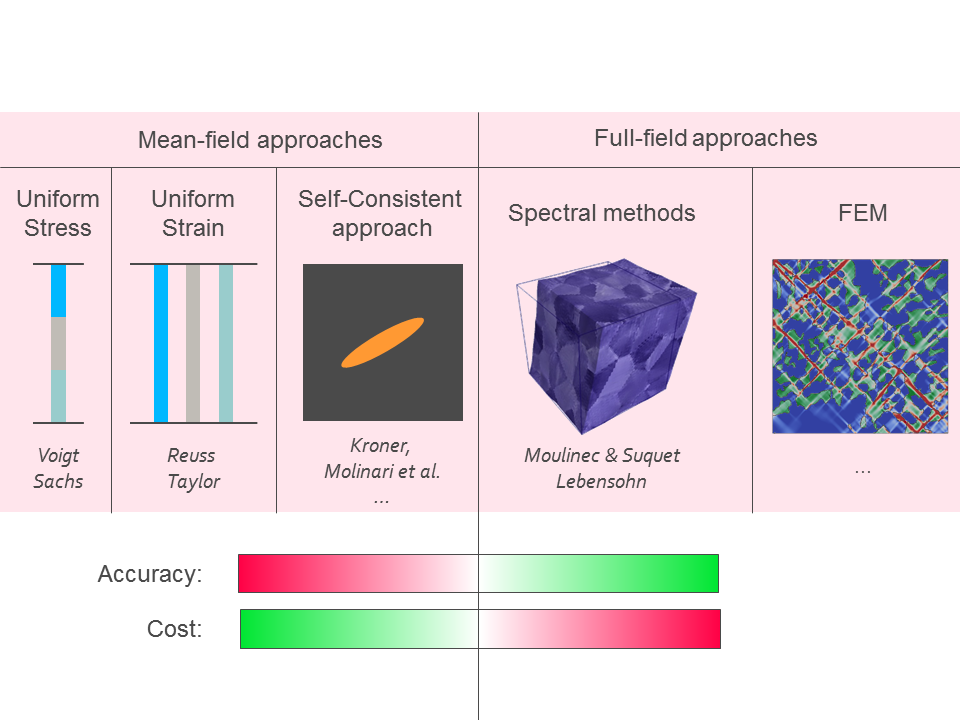 Mean-field approaches
Full-field approaches
Uniform
Stress
Uniform
Strain
Self-Consistent
approach
Spectral methods
FEM
Voigt
Sachs
Reuss
Taylor
Kroner,
Molinari et al.
...
Moulinec & Suquet
Lebensohn
...
Accuracy:
Cost: